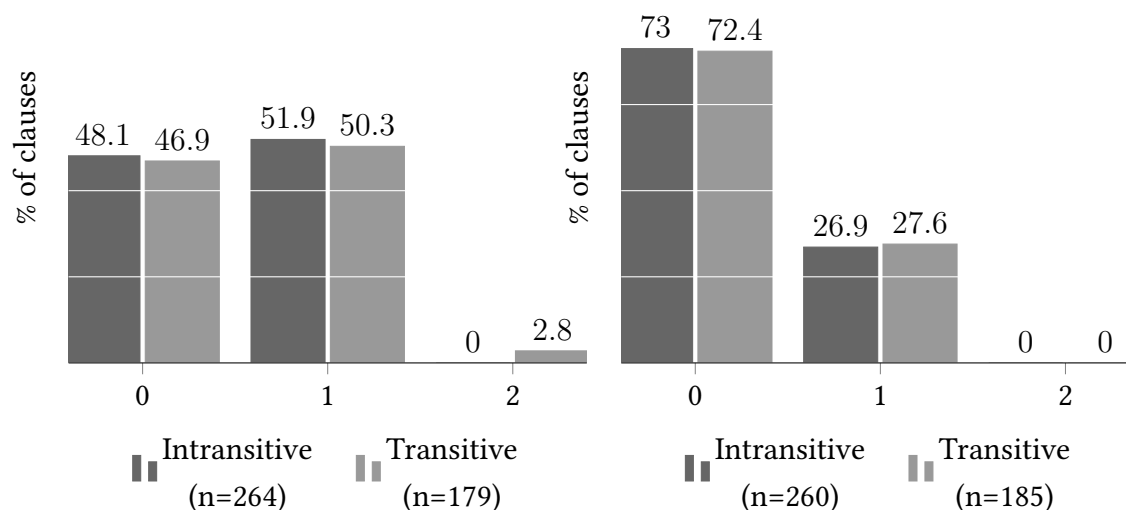 % of clauses
48.1 46.9
51.9 50.3
0 2.8
0 1 2
Intransitive
(n=264)
Transitive
(n=179)
% of clauses
73 72.4
26.9 27.6
0 0
0 1 2
Intransitive
(n=260)
Transitive
(n=185)